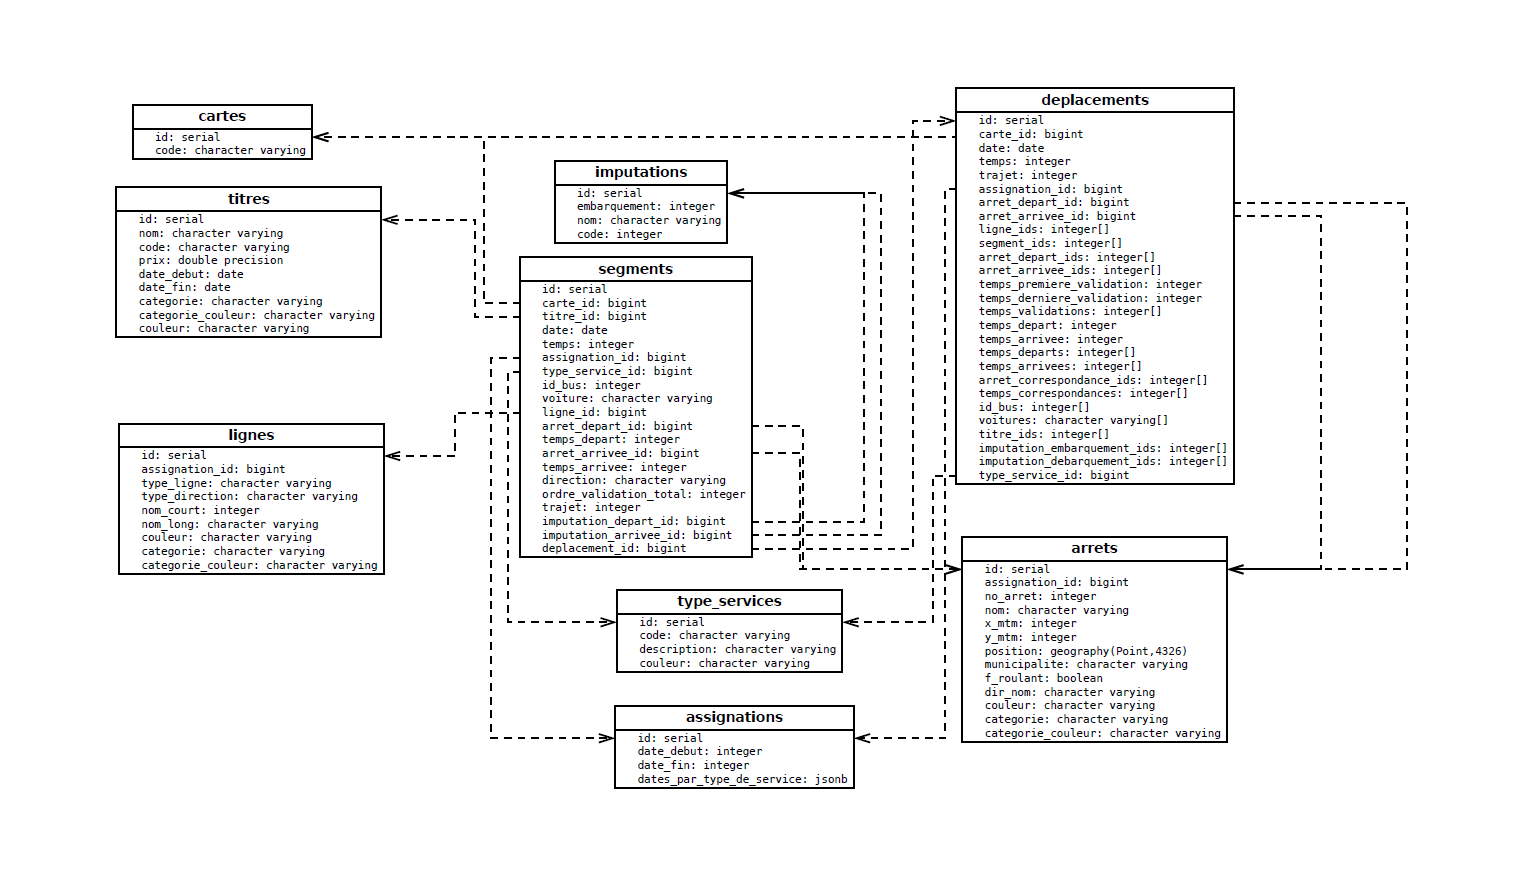 cartes
id: serial
code: character varying
titres
id: serial
nom: character varying
code: character varying
prix: double precision
date_debut: date
date_fin: date
categorie: character varying
categorie_couleur: character varying
couleur: character varying
lignes
id: serial
assignation_id: bigint
type_ligne: character varying
type_direction: character varying
nom_court: integer
nom_long: character varying
couleur: character varying
categorie: character varying
categorie_couleur: character varying
imputations
id: serial
embarquement: integer
nom: character varying
code: integer
segments
id: serial
carte_id: bigint
titre_id: bigint
date: date
temps: integer
assignation_id: bigint
type_service_id: bigint
id_bus: integer
voiture: character varying
ligne_id: bigint
arret_depart_id: bigint
temps_depart: integer
arret_arrivee_id: bigint
temps_arrivee: integer
direction: character varying
ordre_validation_total: integer
trajet: integer
imputation_depart_id: bigint
imputation_arrivee_id: bigint
deplacement_id: bigint
type_services
id: serial
code: character varying
description: character varying
couleur: character varying
assignations
id: serial
date_debut: integer
date_fin: integer
dates_par_type_de_service: jsonb
deplacements
id: serial
carte_id: bigint
date: date
temps: integer
trajet: integer
assignation_id: bigint
arret_depart_id: bigint
arret_arrivee_id: bigint
ligne_ids: integer[]
segment_ids: integer[]
arret_depart_ids: integer[]
arret_arrivee_ids: integer[]
temps_premiere_validation: integer
temps_derniere_validation: integer
temps_validations: integer[]
temps_depart: integer
temps_arrivee: integer
temps_departs: integer[]
temps_arrivees: integer[]
arret_correspondance_ids: integer[]
temps_correspondances: integer[]
id_bus: integer[]
voitures: character varying[]
titre_ids: integer[]
imputation_embarquement_ids: integer[]
imputation_debarquement_ids: integer[]
type_service_id: bigint
arrets
id: serial
assignation_id: bigint
no_arret: integer
nom: character varying
x_mtm: integer
y_mtm: integer
position: geography(Point,4326)
municipalite: character varying
f_roulant: boolean
dir_nom: character varying
couleur: character varying
categorie: character varying
categorie_couleur: character varying